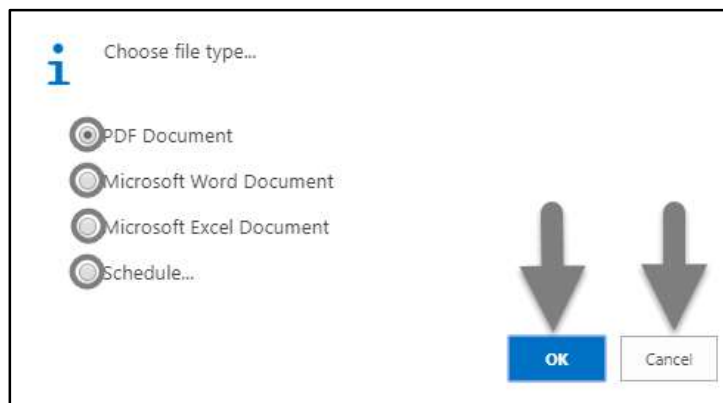 Choose file type...
PDF Document
Microsoft Word Document
Microsoft Excel Document
Schedule...
OK
Cancel